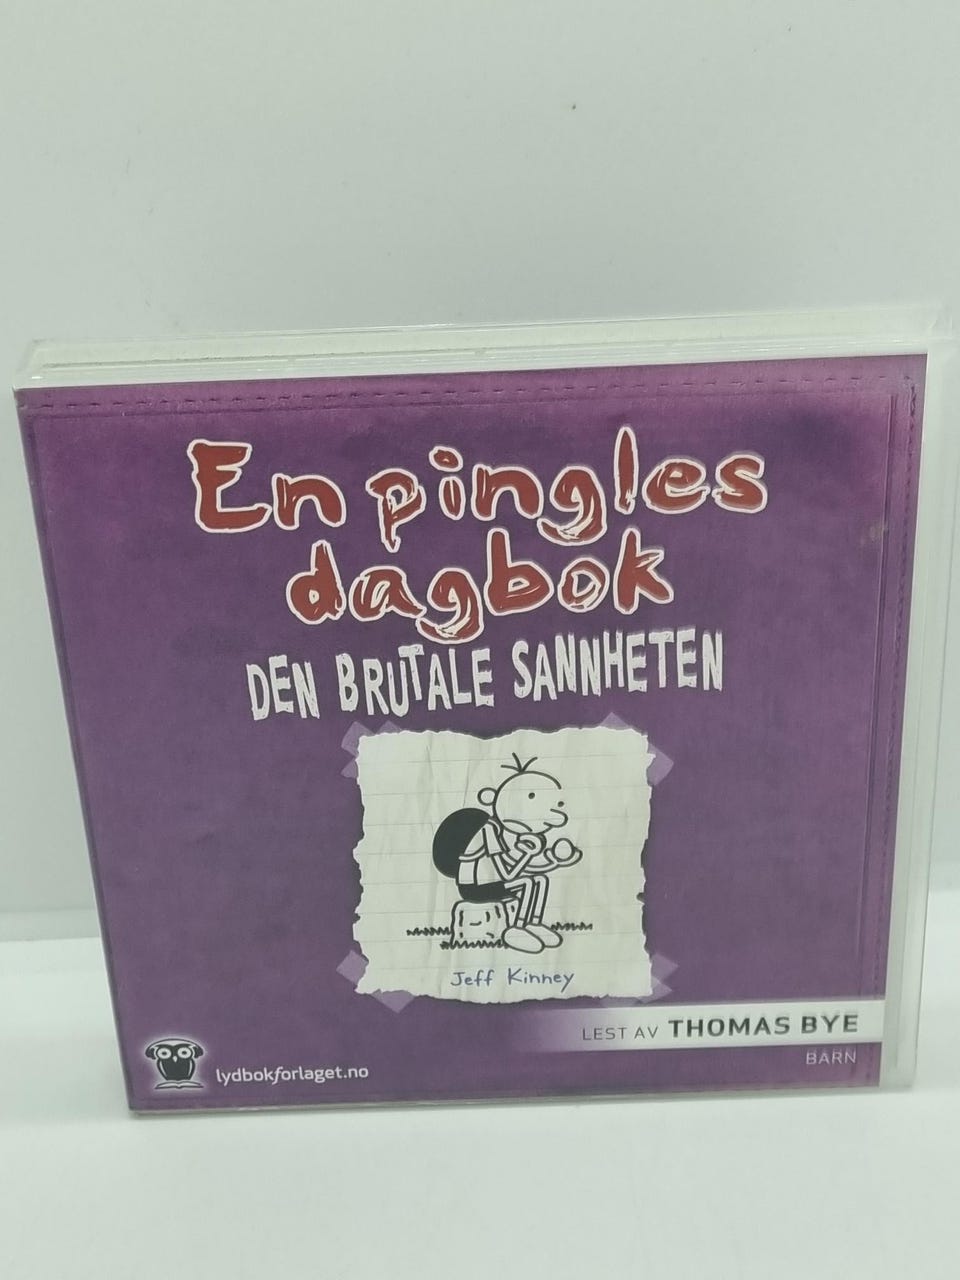 En pingles
dagbok
DEN BRUTALE SANNHETEN
Jeff Kinney
LEST AV THOMAS BYE
BARN
lydbokforlaget.no